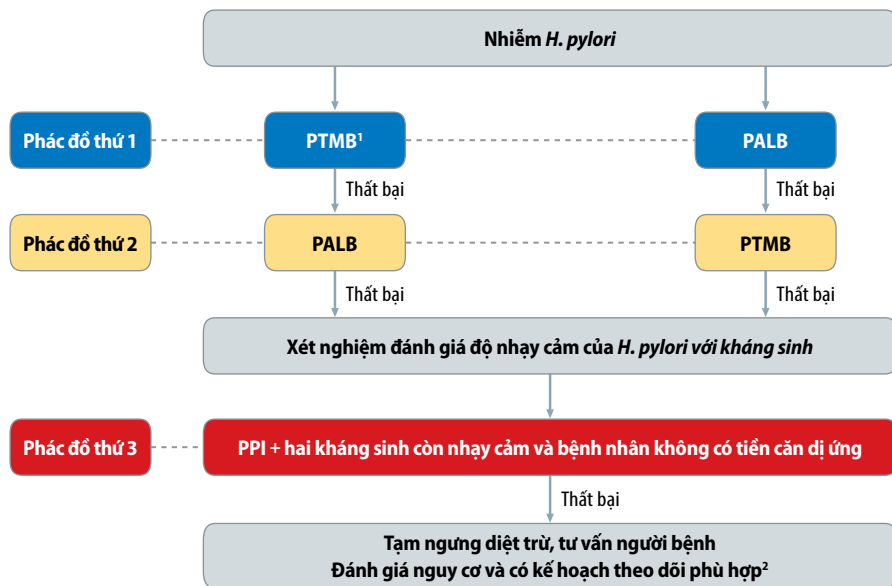 Nhiễm H. pylori
Phác đồ thứ 1
PTMB¹
PALB
Thất bại
Thất bại
Phác đồ thứ 2
PALB
PTMB
Thất bại
Thất bại
Xét nghiệm đánh giá độ nhạy cảm của H. pylori với kháng sinh
Phác đồ thứ 3
PPI + hai kháng sinh còn nhạy cảm và bệnh nhân không có tiền căn dị ứng
Thất bại
Tạm ngưng diệt trừ, tư vấn người bệnh
Đánh giá nguy cơ và có kế hoạch theo dõi phù hợp²